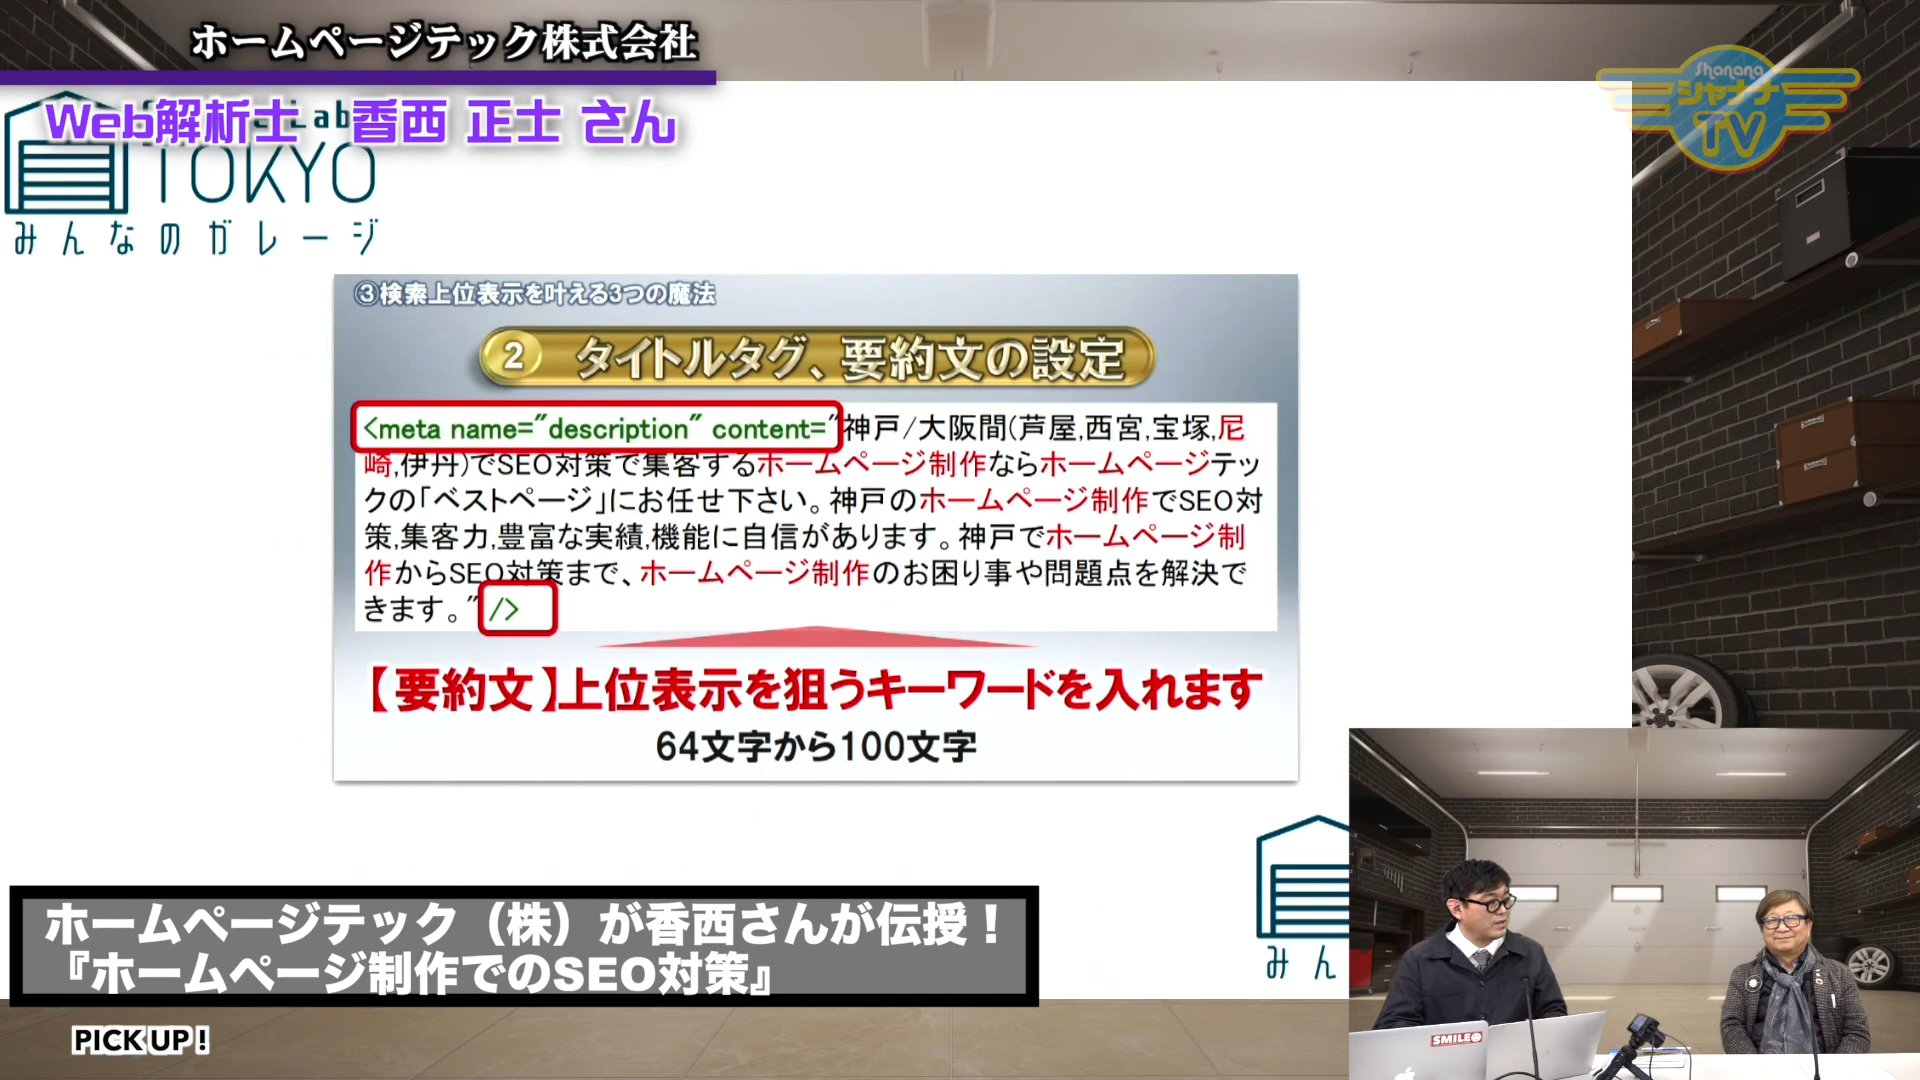 ホームページテック株式会社
Web解析士 香西 正士 さん
Lab
TOKYO
みんなのガレージ
Shanana
シャナナ
TV
③検索上位表示を叶える3つの魔法
2 タイトルタグ、要約文の設定
<meta name="description" content="神戸/大阪間(芦屋,西宮,宝塚,尼
崎,伊丹)でSEO対策で集客するホームページ制作ならホームページテッ
クの「ベストページ」にお任せ下さい。神戸のホームページ制作でSEO対
策,集客力,豊富な実績,機能に自信があります。神戸でホームページ制
作からSEO対策まで、ホームページ制作のお困り事や問題点を解決で
きます。"/>
【要約文】上位表示を狙うキーワードを入れます
64文字から100文字
みん
ホームページテック（株）が香西さんが伝授！
『ホームページ制作でのSEO対策』
PICK UP！
SMILE